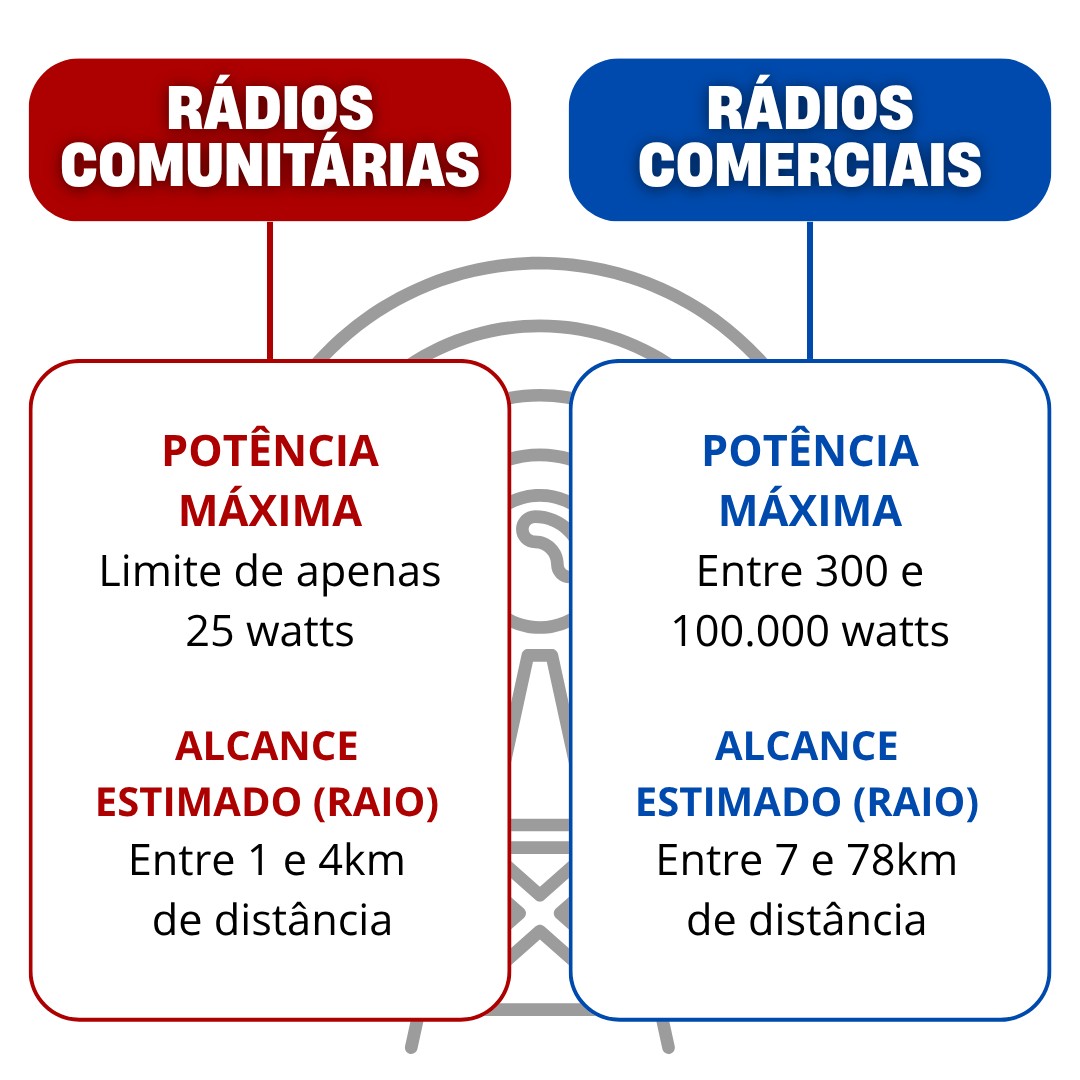 RÁDIOS
COMUNITÁRIAS
POTÊNCIA
MÁXIMA
Limite de apenas
25 watts
ALCANCE
ESTIMADO (RAIO)
Entre 1 e 4km
de distância
RÁDIOS
COMERCIAIS
POTÊNCIA
MÁXIMA
Entre 300 e
100.000 watts
ALCANCE
ESTIMADO (RAIO)
Entre 7 e 78km
de distância